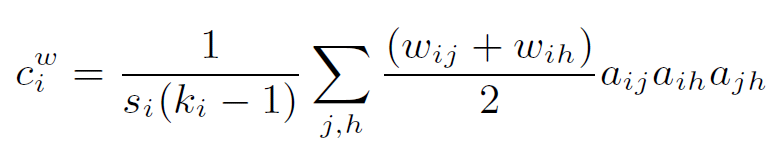 c_i^w = \frac{1}{s_i(k_i - 1)} \sum_{j,h} \frac{(w_{ij} + w_{ih})}{2} a_{ij} a_{ih} a_{jh}